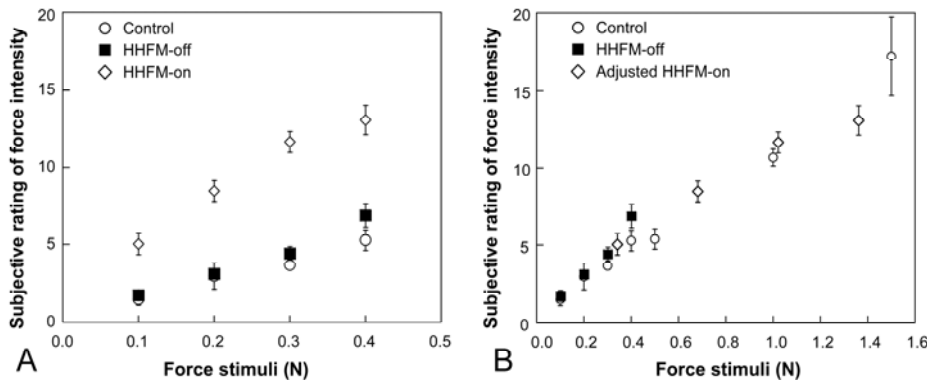 Subjective rating of force intensity
20
15
10
5
0
Control
HHFM-off
HHFM-on
0.0 0.1 0.2 0.3 0.4 0.5
Force stimuli (N)
A
Subjective rating of force intensity
20
15
10
5
0
Control
HHFM-off
Adjusted HHFM-on
0.0 0.2 0.4 0.6 0.8 1.0 1.2 1.4 1.6
Force stimuli (N)
B